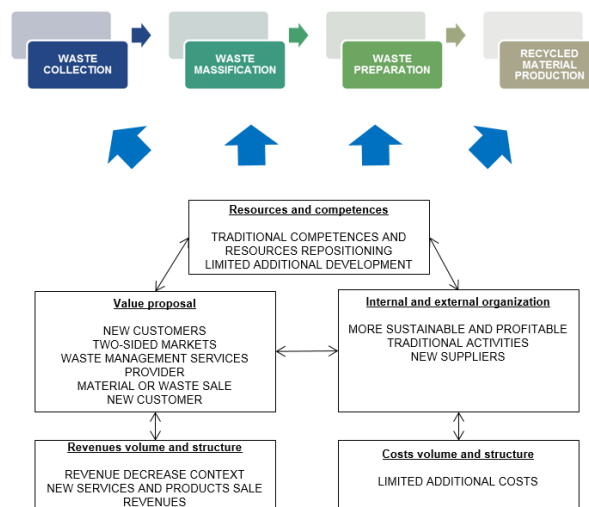 WASTE
COLLECTION
WASTE
MASSIFICATION
WASTE
PREPARATION
RECYCLED
MATERIAL
PRODUCTION
Resources and competences
TRADITIONAL COMPETENCES AND
RESOURCES REPOSITIONING
LIMITED ADDITIONAL DEVELOPMENT
Value proposal
NEW CUSTOMERS
TWO-SIDED MARKETS
WASTE MANAGEMENT SERVICES
PROVIDER
MATERIAL OR WASTE SALE
NEW CUSTOMER
Internal and external organization
MORE SUSTAINABLE AND PROFITABLE
TRADITIONAL ACTIVITIES
NEW SUPPLIERS
Revenues volume and structure
REVENUE DECREASE CONTEXT
NEW SERVICES AND PRODUCTS SALE
REVENUES
Costs volume and structure
LIMITED ADDITIONAL COSTS